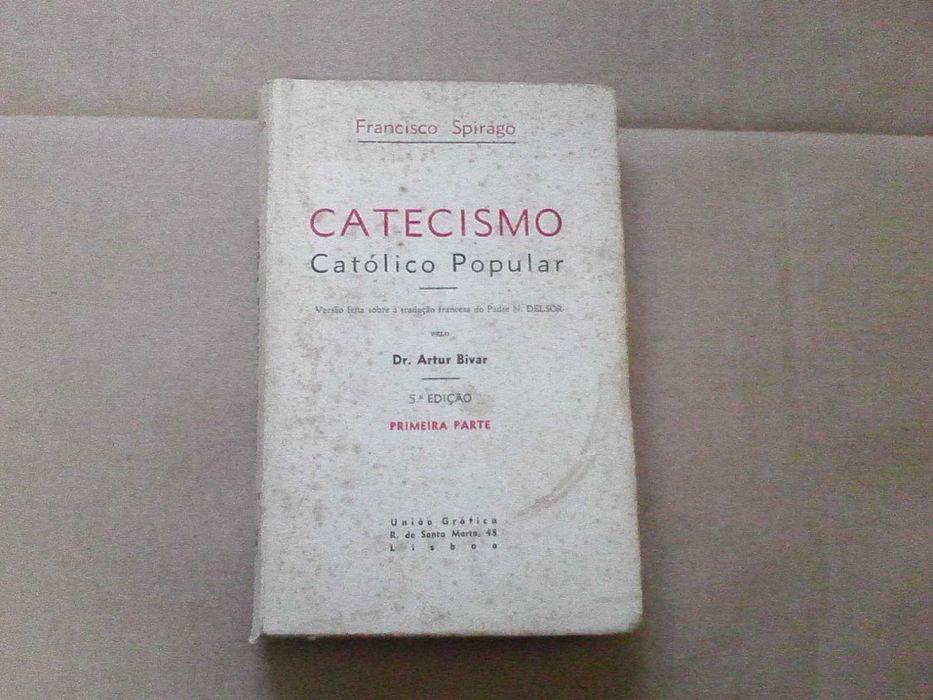 Francisco Spirago
CATECISMO
Católico Popular
Versão feita sobre a tradução francesa do Padre N. DELSOR
PELO
Dr. Artur Bivar
5.ª EDIÇÃO
PRIMEIRA PARTE
União Gráfica
R. de Santa Marta, 48
Lisboa